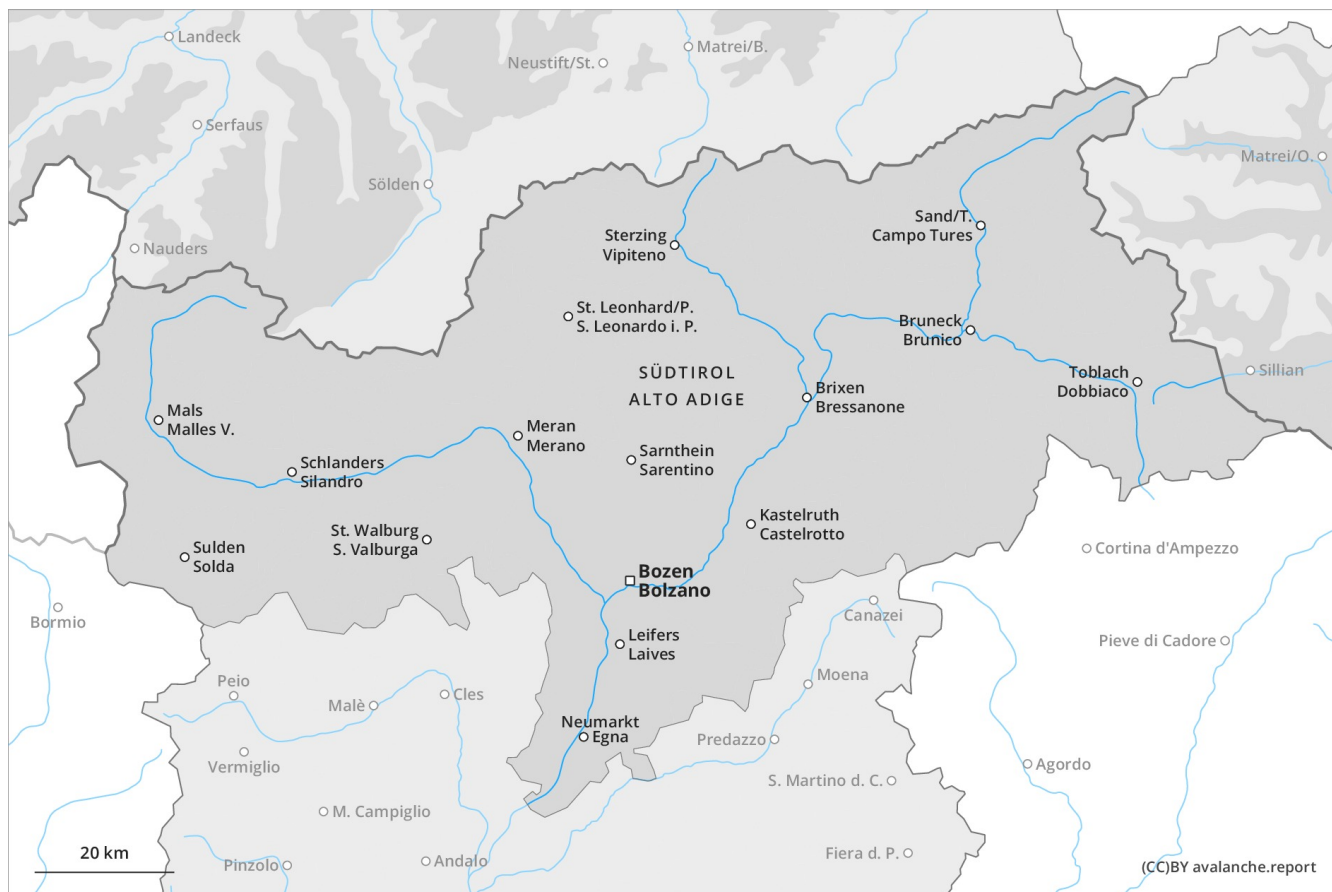 Landeck
Matrei/B.
Neustift/St.
Serfaus
Matrei/O.
Sölden
Sand/T.
Campo Tures
Sterzing
Vipiteno
Nauders
St. Leonhard/P.
S. Leonardo i. P.
Bruneck
Brunico
SÜDTIROL
ALTO ADIGE
Toblach
Dobbiaco
Sillian
Brixen
Bressanone
Mals
Malles V.
Meran
Merano
Sarnthein
Sarentino
Schlanders
Silandro
Kastelruth
Castelrotto
St. Walburg
S. Valburga
Sulden
Solda
Cortina d'Ampezzo
Bozen
Bolzano
Bormio
Canazei
Leifers
Laives
Pieve di Cadore
Moena
Peio
Cles
Malè
Neumarkt
Egna
Predazzo
Vermiglio
Agordo
S. Martino d. C.
M. Campiglio
20 km
Fiera d. P.
Andalo
Pinzolo
(CC)BY avalanche.report